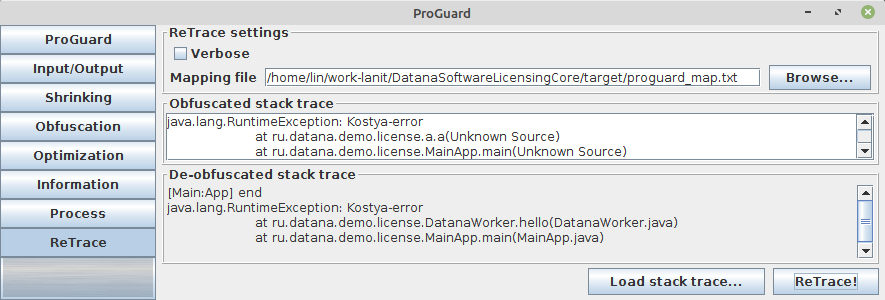 ProGuard
ProGuard
Input/Output
Shrinking
Obfuscation
Optimization
Information
Process
ReTrace
ReTrace settings
Verbose
Mapping file /home/lin/work-lanit/DatanaSoftwareLicensingCore/target/proguard_map.txt Browse...
Obfuscated stack trace
java.lang.RuntimeException: Kostya-error
at ru.datana.demo.license.a.a(Unknown Source)
at ru.datana.demo.license.MainApp.main(Unknown Source)
De-obfuscated stack trace
[Main:App] end
java.lang.RuntimeException: Kostya-error
at ru.datana.demo.license.DatanaWorker.hello(DatanaWorker.java)
at ru.datana.demo.license.MainApp.main(MainApp.java)
Load stack trace... ReTrace!